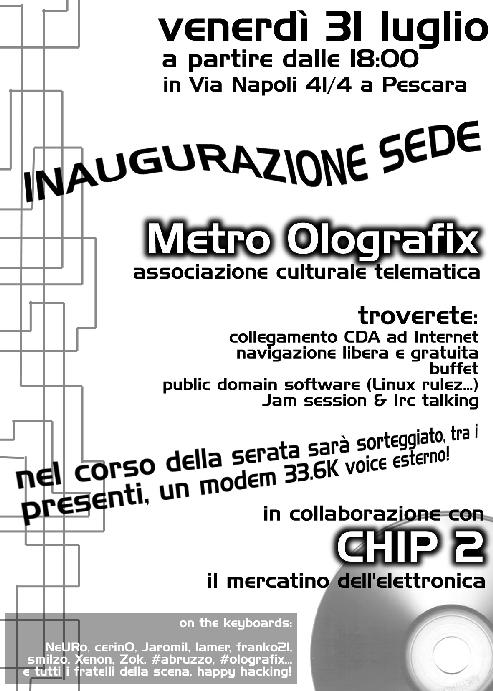 venerdì 31 luglio
a partire dalle 18:00
in Via Napoli 41/4 a Pescara
INAUGURAZIONE SEDE
Metro Olografix
associazione culturale telematica
troverete:
collegamento CDA ad Internet
navigazione libera e gratuita
buffet
public domain software (Linux rulez...)
Jam session & Irc talking
nel corso della serata sarà sorteggiato, tra i
presenti, un modem 33.6K voice esterno!
in collaborazione con
CHIP 2
il mercatino dell'elettronica
on the keyboards:
NeURo, cerinO, Jaromil, lamer, franko21,
smilzo, Xenon, Zok, #abruzzo, #olografix...
e tutti i fratelli della scena, happy hacking!